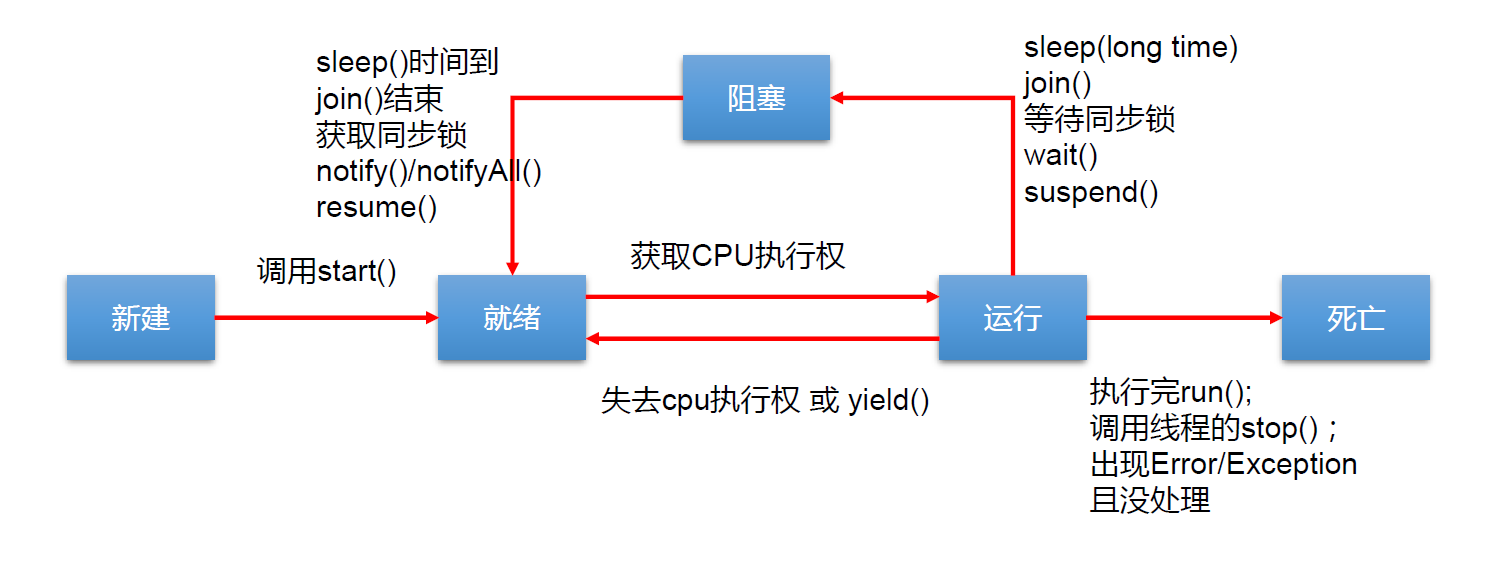 sleep()时间到
join()结束
获取同步锁
notify()/notifyAll()
resume()
阻塞
sleep(long time)
join()
等待同步锁
wait()
suspend()
调用start()
获取CPU执行权
新建
就绪
运行
死亡
失去cpu执行权 或 yield()
执行完run();
调用线程的stop() ;
出现Error/Exception
且没处理